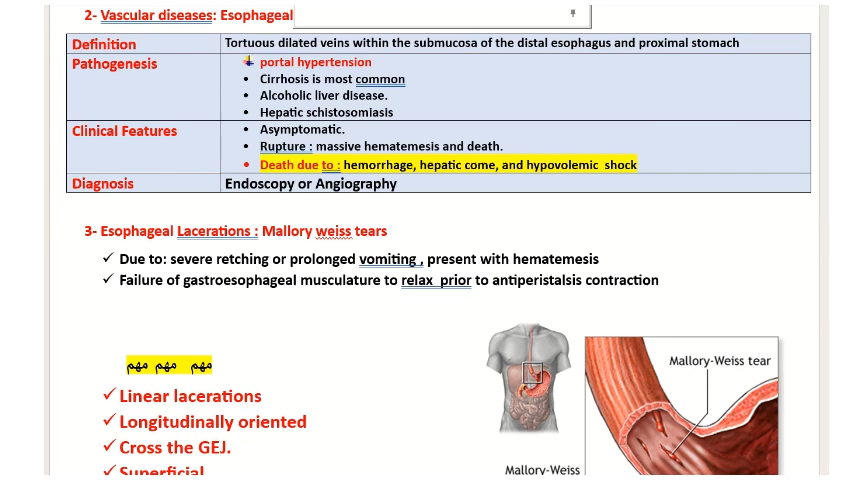 2- Vascular diseases: Esophageal
Definition
Tortuous dilated veins within the submucosa of the distal esophagus and proximal stomach
Pathogenesis
portal hypertension
• Cirrhosis is most common
• Alcoholic liver disease.
• Hepatic schistosomiasis
Clinical Features
• Asymptomatic.
• Rupture : massive hematemesis and death.
• Death due to : hemorrhage, hepatic come, and hypovolemic shock
Diagnosis
Endoscopy or Angiography
3- Esophageal Lacerations : Mallory weiss tears
✓ Due to: severe retching or prolonged vomiting , present with hematemesis
✓ Failure of gastroesophageal musculature to relax prior to antiperistalsis contraction
مهم مهم مهم
✓ Linear lacerations
✓ Longitudinally oriented
✓ Cross the GEJ.
✓ Superficial
Mallory-Weiss tear
Mallory-Weiss